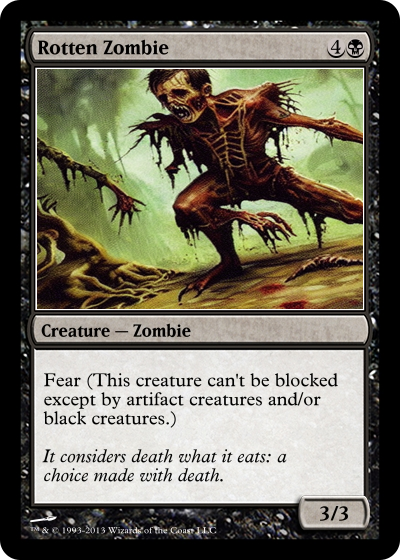 Rotten Zombie 4
Creature — Zombie
Fear (This creature can't be blocked
except by artifact creatures and/or
black creatures.)
It considers death what it eats: a
choice made with death.
3/3
™ & © 1993-2013 Wizards of the Coast LLC